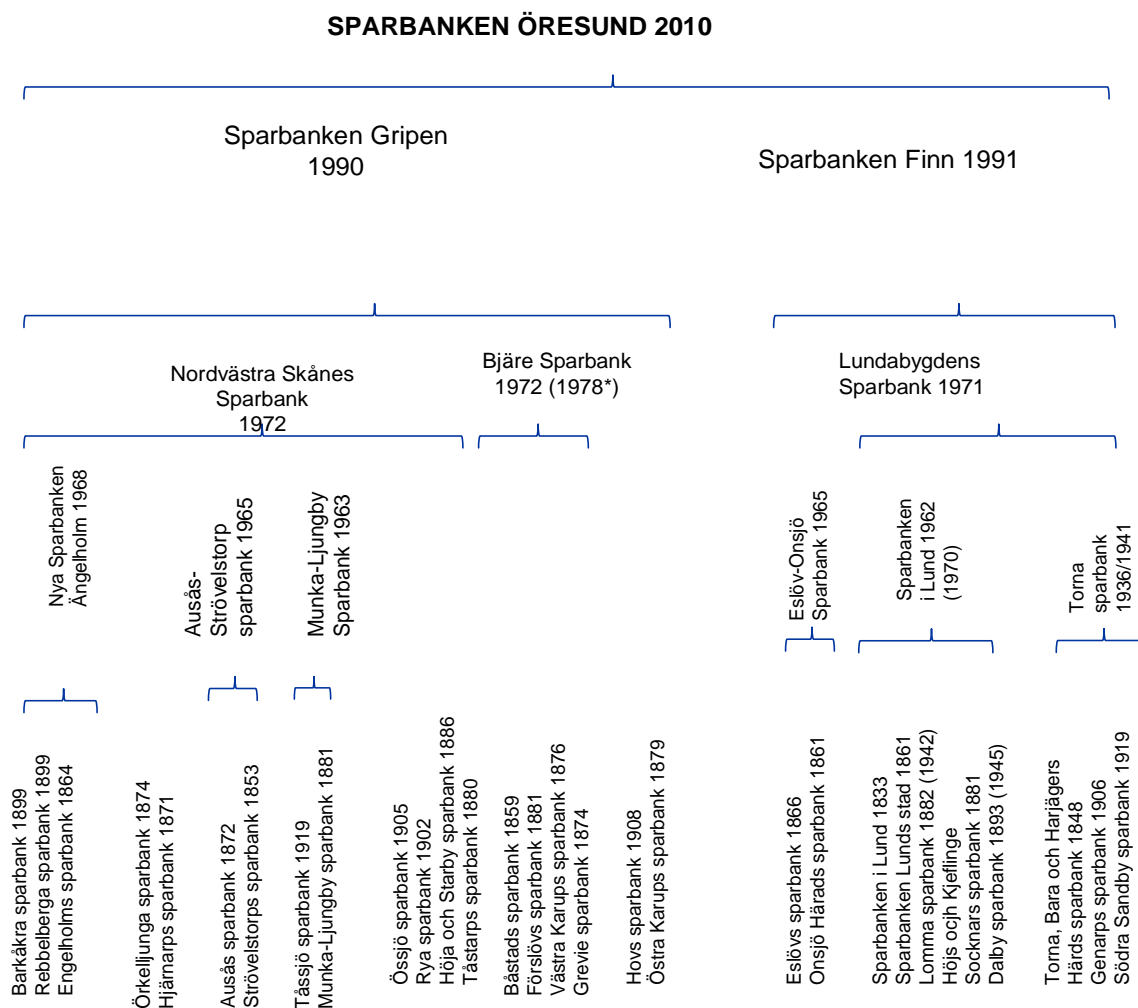 SPARBANKEN ÖRESUND 2010
Sparbanken Gripen
1990
Sparbanken Finn 1991
Nordvästra Skånes
Sparbank
1972
Bjäre Sparbank
1972 (1978*)
Lundabygdens
Sparbank 1971
Nya Sparbanken
Ängelholm 1968
Ausås-
Strövelstorp
sparbank 1965
Munka-Ljungby
Sparbank 1963
Eslöv-Onsjö
Sparbank 1965
Sparbanken
i Lund 1962
(1970)
Torna
sparbank
1936/1941
Barkåkra sparbank 1899
Rebbelberga sparbank 1899
Engelholms sparbank 1864
Örkelljunga sparbank 1874
Hjärnarps sparbank 1871
Ausås sparbank 1872
Strövelstorps sparbank 1853
Tåssjö sparbank 1919
Munka-Ljungby sparbank 1881
Össjö sparbank 1905
Rya sparbank 1902
Höja och Starby sparbank 1886
Tåstarps sparbank 1880
Båstads sparbank 1859
Förslövs sparbank 1881
Västra Karups sparbank 1876
Grevie sparbank 1874
Hovs sparbank 1908
Östra Karups sparbank 1879
Eslövs sparbank 1866
Onsjö Härads sparbank 1861
Sparbanken i Lund 1833
Sparbanken Lunds stad 1861
Lomma sparbank 1882 (1942)
Höjs ocjh Kjeflinge
Socknars sparbank 1881
Dalby sparbank 1893 (1945)
Torna, Bara och Harjägers
Härds sparbank 1848
Genarps sparbank 1906
Södra Sandby sparbank 1919